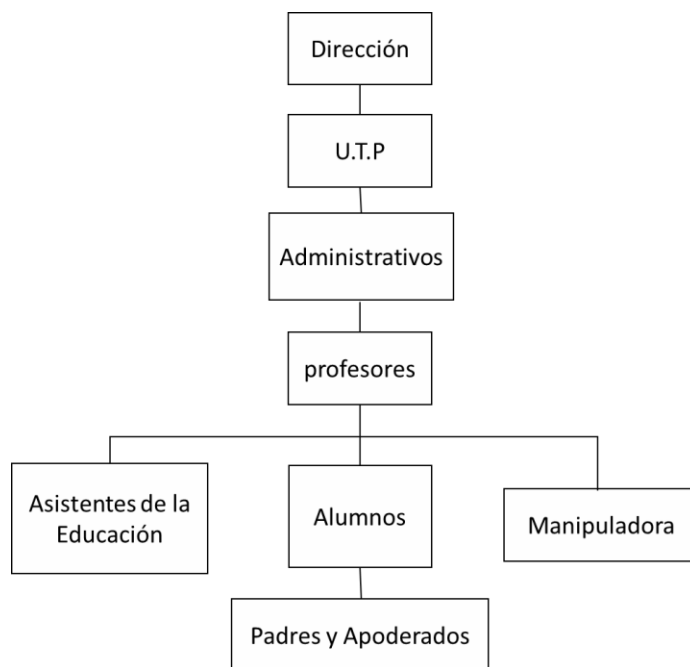 Dirección
U.T.P
Administrativos
profesores
Asistentes de la
Educación
Alumnos
Manipuladora
Padres y Apoderados